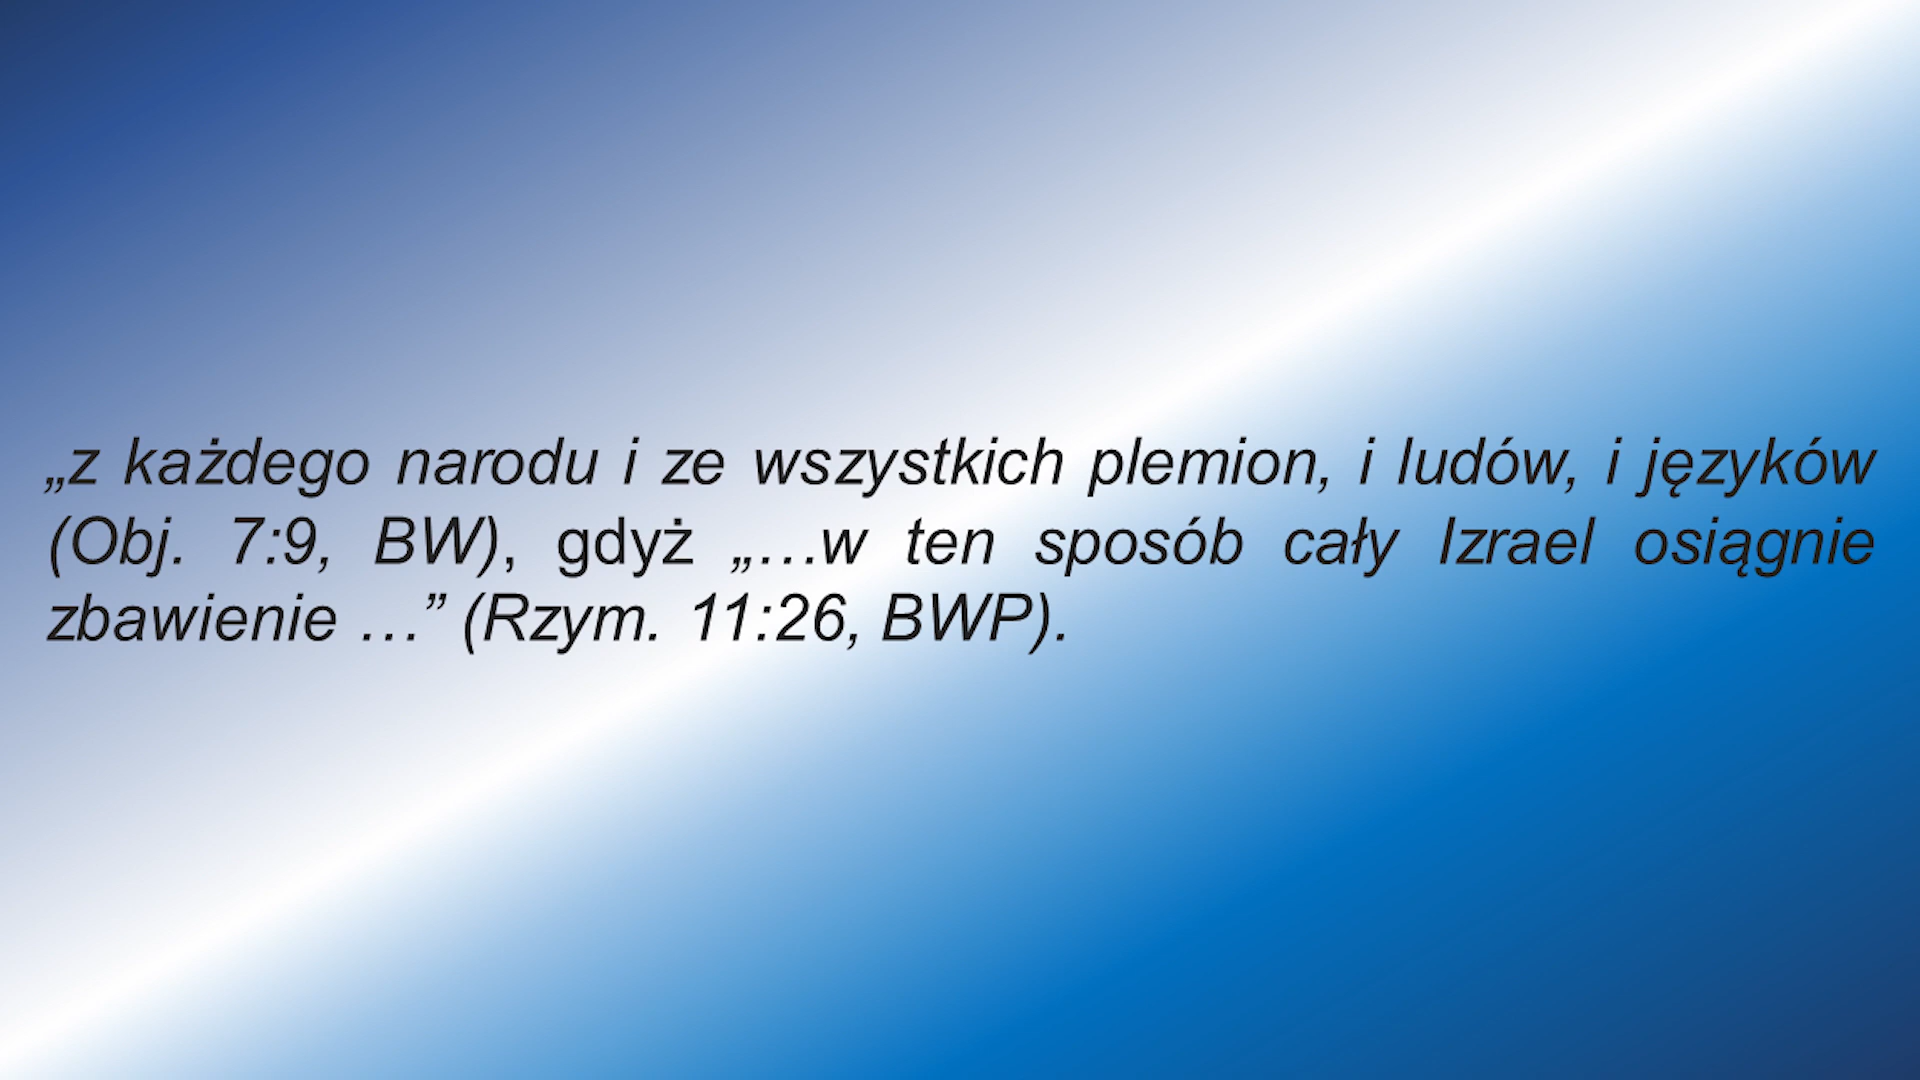 „z każdego narodu i ze wszystkich plemion, i ludów, i języków
(Obj. 7:9, BW), gdyż „…w ten sposób cały Izrael osiągnie
zbawienie …” (Rzym. 11:26, BWP).